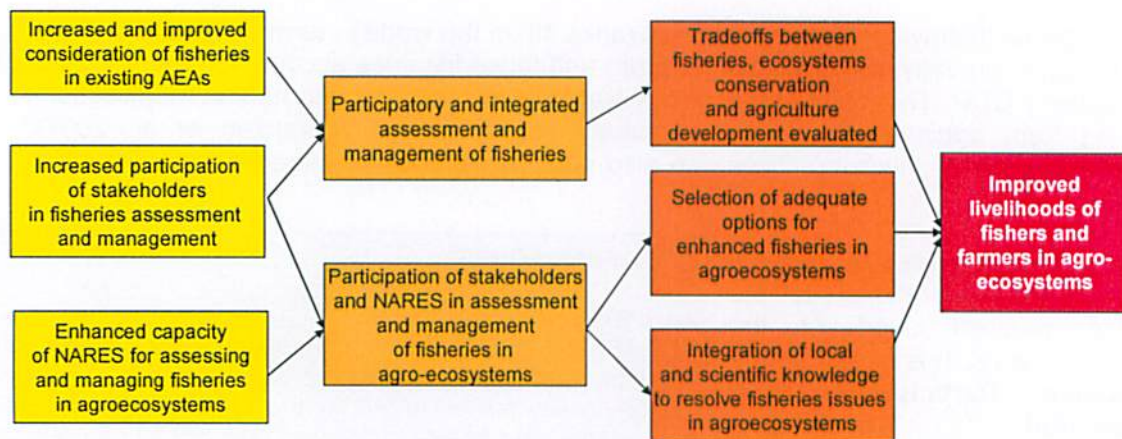 Increased and improved
consideration of fisheries
in existing AEAs
Increased participation
of stakeholders
in fisheries assessment
and management
Enhanced capacity
of NARES for assessing
and managing fisheries
in agroecosystems
Participatory and integrated
assessment and
management of fisheries
Participation of stakeholders
and NARES in assessment
and management
of fisheries in
agro-ecosystems
Tradeoffs between
fisheries, ecosystems
conservation
and agriculture
development evaluated
Selection of adequate
options for
enhanced fisheries in
agroecosystems
Integration of local
and scientific knowledge
to resolve fisheries issues
in agroecosystems
Improved
livelihoods of
fishers and
farmers in agro-
ecosystems